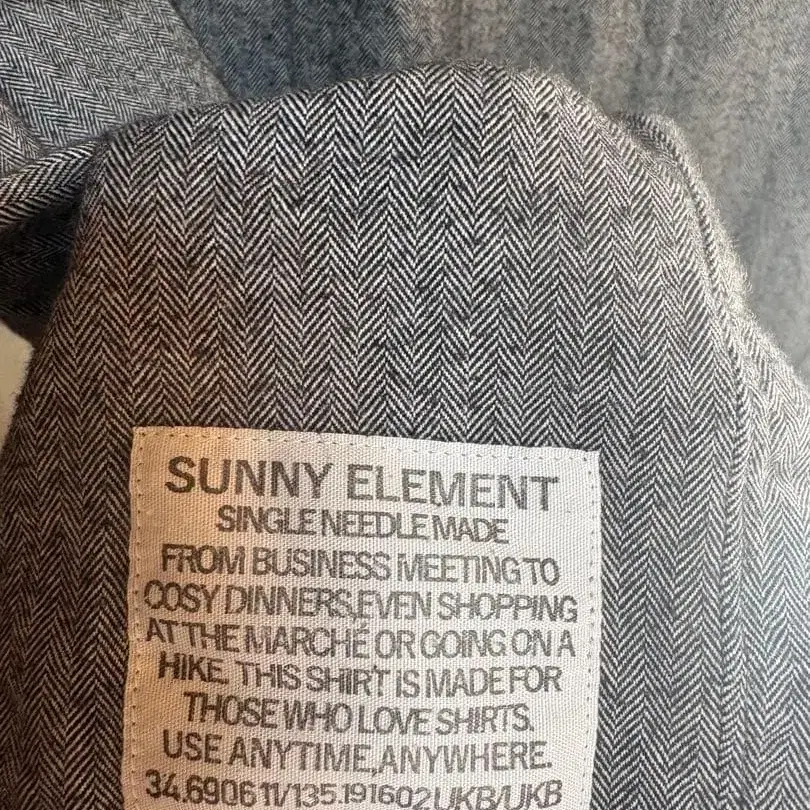 SUNNY ELEMENT
SINGLE NEEDLE MADE
FROM BUSINESS MEETING TO
COSY DINNERS,EVEN SHOPPING
AT THE MARCHÉ OR GOING ON A
HIKE. THIS SHIRT IS MADE FOR
THOSE WHO LOVE SHIRTS.
USE ANYTIME,ANYWHERE.
34.690611/135.191602UKB/UKB